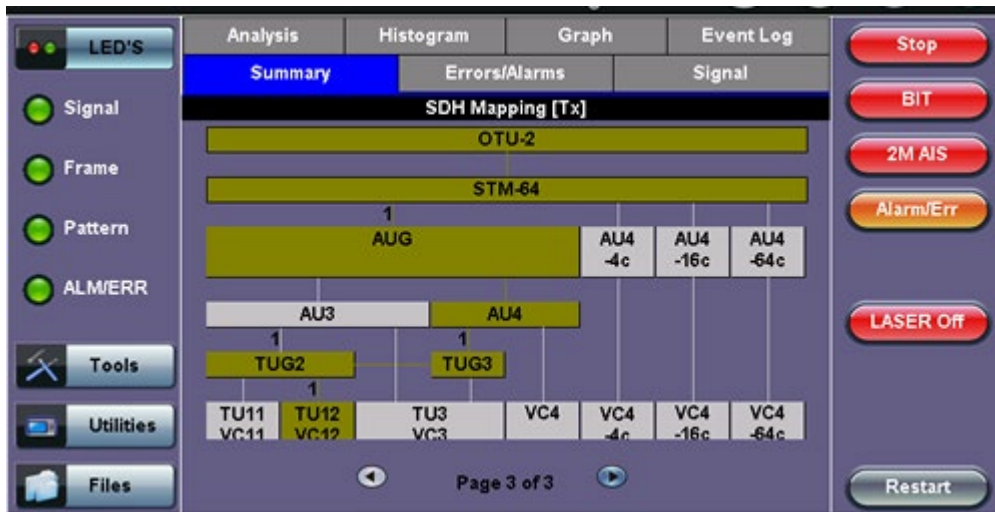 LED'S
Signal
Frame
Pattern
ALM/ERR
Tools
Utilities
Files
Analysis Histogram Graph Event Log
Summary Errors/Alarms Signal
SDH Mapping [Tx]
OTU-2
STM-64
1
AUG AU4 AU4 AU4
-4c -16c -64c
AU3 AU4
1 1
TUG2 TUG3
1
TU11 TU12 TU3 VC4 VC4 VC4 VC4
VC11 VC12 VC3 -4c -16c -64c
Page 3 of 3
Stop
BIT
2M AIS
Alarm/Err
LASER Off
Restart